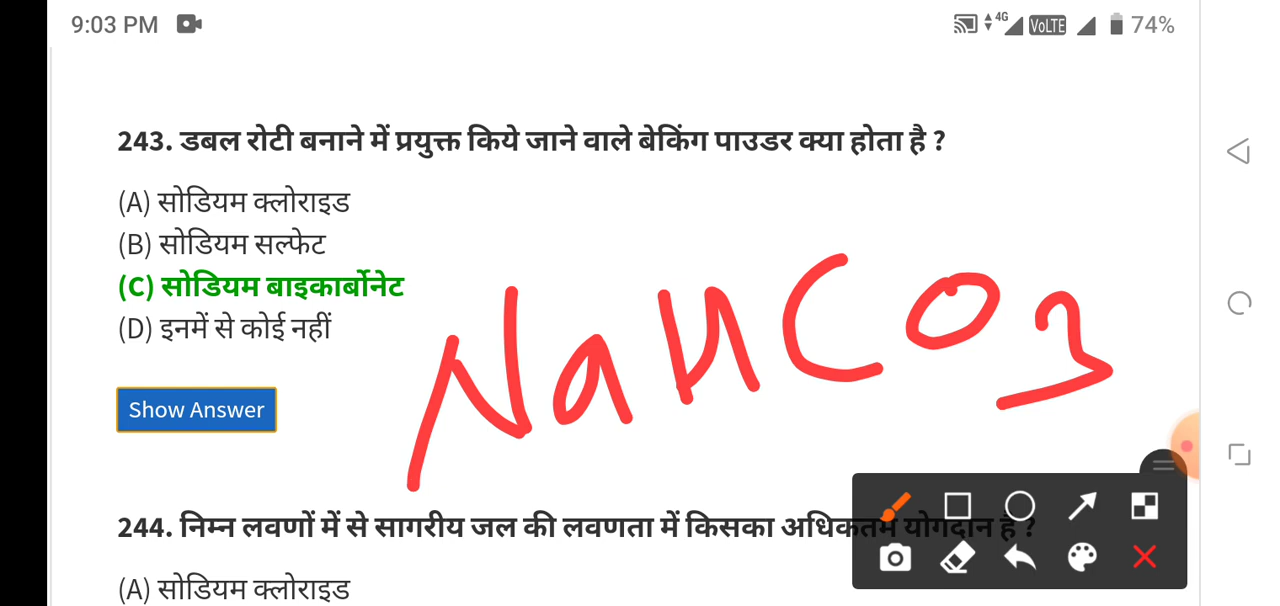 9:03 PM 4G VoLTE 74%
243. डबल रोटी बनाने में प्रयुक्त किये जाने वाले बेकिंग पाउडर क्या होता है ?
(A) सोडियम क्लोराइड
(B) सोडियम सल्फेट
(C) सोडियम बाइकार्बोनेट
(D) इनमें से कोई नहीं
NaHCO3
Show Answer
244. निम्न लवणों में से सागरीय जल की लवणता में किसका अधिकतम योगदान है ?
(A) सोडियम क्लोराइड